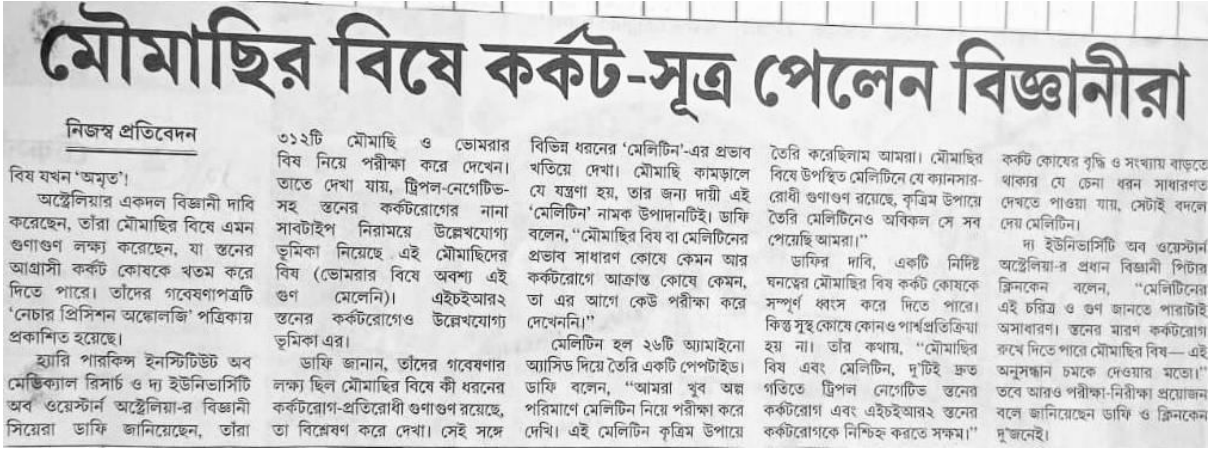 মৌমাছির বিষে কর্কট-সূত্র পেলেন বিজ্ঞানীরা
নিজস্ব প্রতিবেদন
বিষ যখন ‘অমৃত’!
অস্ট্রেলিয়ার একদল বিজ্ঞানী দাবি
করেছেন, তাঁরা মৌমাছির বিষে এমন
গুণাগুণ লক্ষ্য করেছেন, যা স্তনের
আগ্রাসী কর্কট কোষকে খতম করে
দিতে পারে। তাঁদের গবেষণাপত্রটি
‘নেচার প্রিসিশন অঙ্কোলজি’ পত্রিকায়
প্রকাশিত হয়েছে।
হ্যারি পারকিন্স ইনস্টিটিউট অব
মেডিক্যাল রিসার্চ ও দ্য ইউনিভার্সিটি
অব ওয়েস্টার্ন অস্ট্রেলিয়া-র বিজ্ঞানী
সিয়েরা ডাফি জানিয়েছেন, তাঁরা
৩১২টি মৌমাছি ও ভোমরার
বিষ নিয়ে পরীক্ষা করে দেখেন।
তাতে দেখা যায়, ট্রিপল-নেগেটিভ-
সহ স্তনের কর্কটরোগের নানা
সাবটাইপ নিরাময়ে উল্লেখযোগ্য
ভূমিকা নিয়েছে এই মৌমাছিদের
বিষ (ভোমরার বিষে অবশ্য এই
গুণ মেলেনি)। এইচইআর২
স্তনের কর্কটরোগেও উল্লেখযোগ্য
ভূমিকা এর।
ডাফি জানান, তাঁদের গবেষণার
লক্ষ্য ছিল মৌমাছির বিষে কী ধরনের
কর্কটরোগ-প্রতিরোধী গুণাগুণ রয়েছে,
তা বিশ্লেষণ করে দেখা। সেই সঙ্গে
বিভিন্ন ধরনের ‘মেলিটিন’-এর প্রভাব
খতিয়ে দেখা। মৌমাছি কামড়ালে
যে যন্ত্রণা হয়, তার জন্য দায়ী এই
‘মেলিটিন’ নামক উপাদানটিই। ডাফি
বলেন, “মৌমাছির বিষ বা মেলিটিনের
প্রভাব সাধারণ কোষে কেমন আর
কর্কটরোগে আক্রান্ত কোষে কেমন,
তা এর আগে কেউ পরীক্ষা করে
দেখেননি।”
মেলিটিন হল ২৬টি অ্যামাইনো
অ্যাসিড দিয়ে তৈরি একটি পেপটাইড।
ডাফি বলেন, “আমরা খুব অল্প
পরিমাণে মেলিটিন নিয়ে পরীক্ষা করে
দেখি। এই মেলিটিন কৃত্রিম উপায়ে
তৈরি করেছিলাম আমরা। মৌমাছির
বিষে উপস্থিত মেলিটিনে যে ক্যানসার-
রোধী গুণাগুণ রয়েছে, কৃত্রিম উপায়ে
তৈরি মেলিটিনেও অবিকল সে সব
পেয়েছি আমরা।”
ডাফির দাবি, একটি নির্দিষ্ট
ঘনত্বের মৌমাছির বিষ কর্কট কোষকে
সম্পূর্ণ ধ্বংস করে দিতে পারে।
কিন্তু সুস্থ কোষে কোনও পার্শ্বপ্রতিক্রিয়া
হয় না। তাঁর কথায়, “মৌমাছির
বিষ এবং মেলিটিন, দু’টিই দ্রুত
গতিতে ট্রিপল নেগেটিভ স্তনের
কর্কটরোগ এবং এইচইআর২ স্তনের
কর্কটরোগকে নিশ্চিহ্ন করতে সক্ষম।”
কর্কট কোষের বৃদ্ধি ও সংখ্যায় বাড়তে
থাকার যে চেনা ধরন সাধারণত
দেখতে পাওয়া যায়, সেটাই বদলে
দেয় মেলিটিন।
দ্য ইউনিভার্সিটি অব ওয়েস্টার্ন
অস্ট্রেলিয়া-র প্রধান বিজ্ঞানী পিটার
ক্লিনকেন বলেন, “মেলিটিনের
এই চরিত্র ও গুণ জানতে পারাটাই
অসাধারণ। স্তনের মারণ কর্কটরোগ
রুখে দিতে পারে মৌমাছির বিষ— এই
অনুসন্ধান চমকে দেওয়ার মতো।”
তবে আরও পরীক্ষা-নিরীক্ষা প্রয়োজন
বলে জানিয়েছেন ডাফি ও ক্লিনকেন
দু’জনেই।